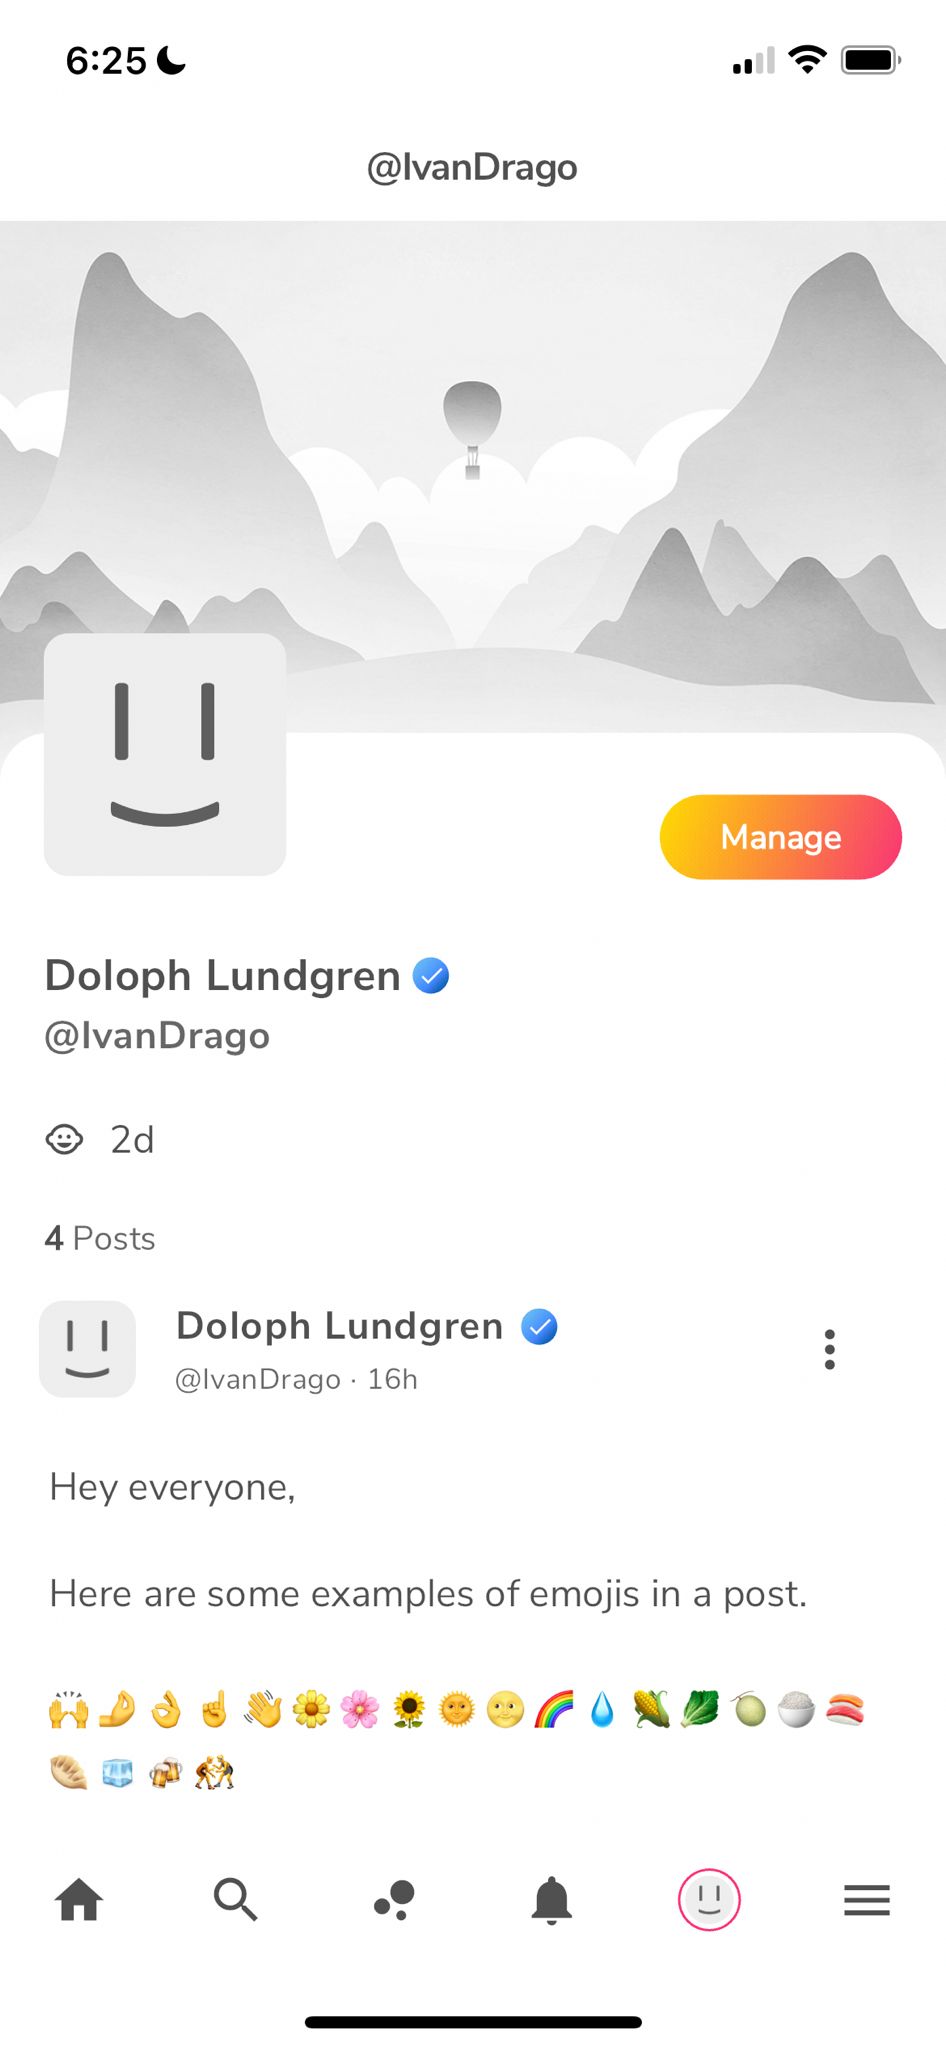 6:25
@IvanDrago
Manage
Doloph Lundgren
@IvanDrago
2d
4 Posts
Doloph Lundgren
@IvanDrago · 16h
Hey everyone,
Here are some examples of emojis in a post.
🙌🤌👌☝️👋🌼🌸🌻🌞🌝🌈💧🌽🥬🍈🍚🍣
🥟🧊🍻🤼